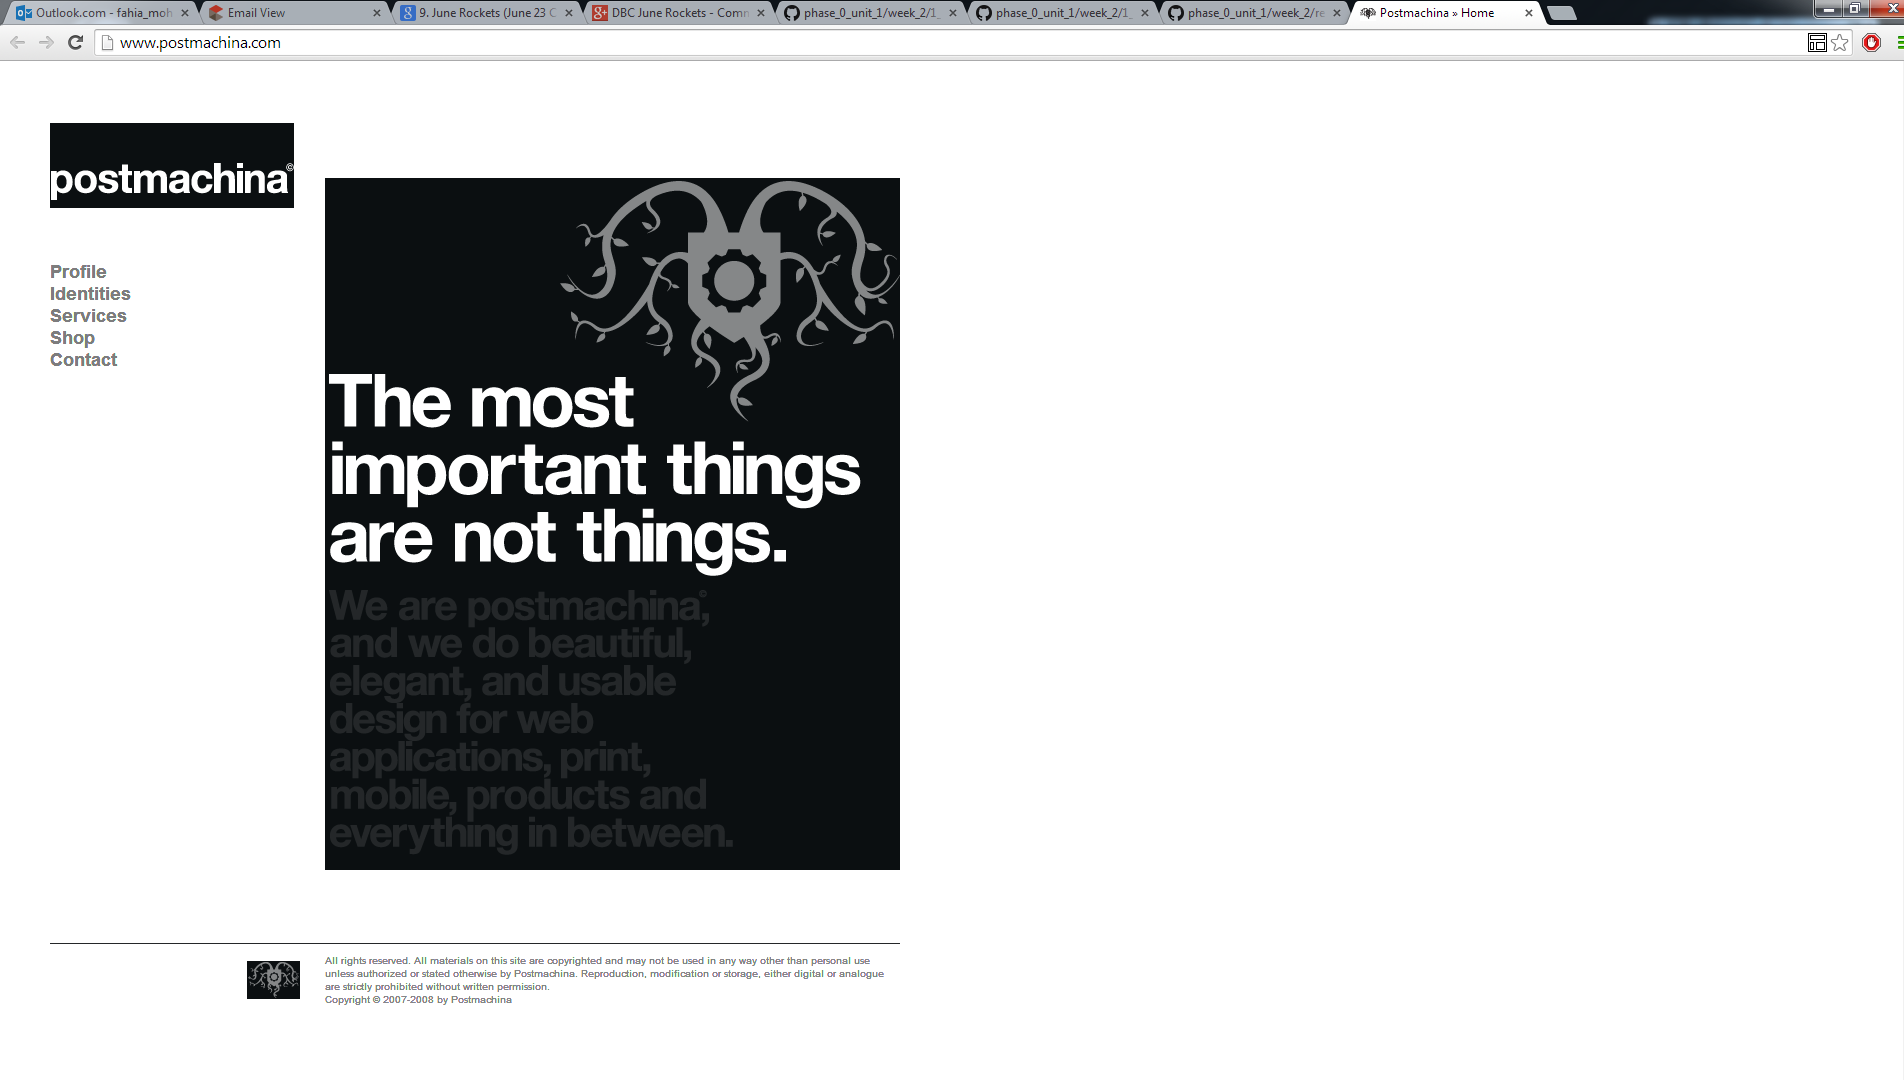 Outlook.com - fahia_moh
Email View
9. June Rockets (June 23 C
DBC June Rockets - Comm
phase_0_unit_1/week_2/1_
phase_0_unit_1/week_2/1_
phase_0_unit_1/week_2/re
Postmachina » Home
www.postmachina.com
postmachina©
Profile
Identities
Services
Shop
Contact
The most
important things
are not things.
We are postmachina©,
and we do beautiful,
elegant, and usable
design for web
applications, print,
mobile, products and
everything in between.
All rights reserved. All materials on this site are copyrighted and may not be used in any way other than personal use
unless authorized or stated otherwise by Postmachina. Reproduction, modification or storage, either digital or analogue
are strictly prohibited without written permission.
Copyright © 2007-2008 by Postmachina